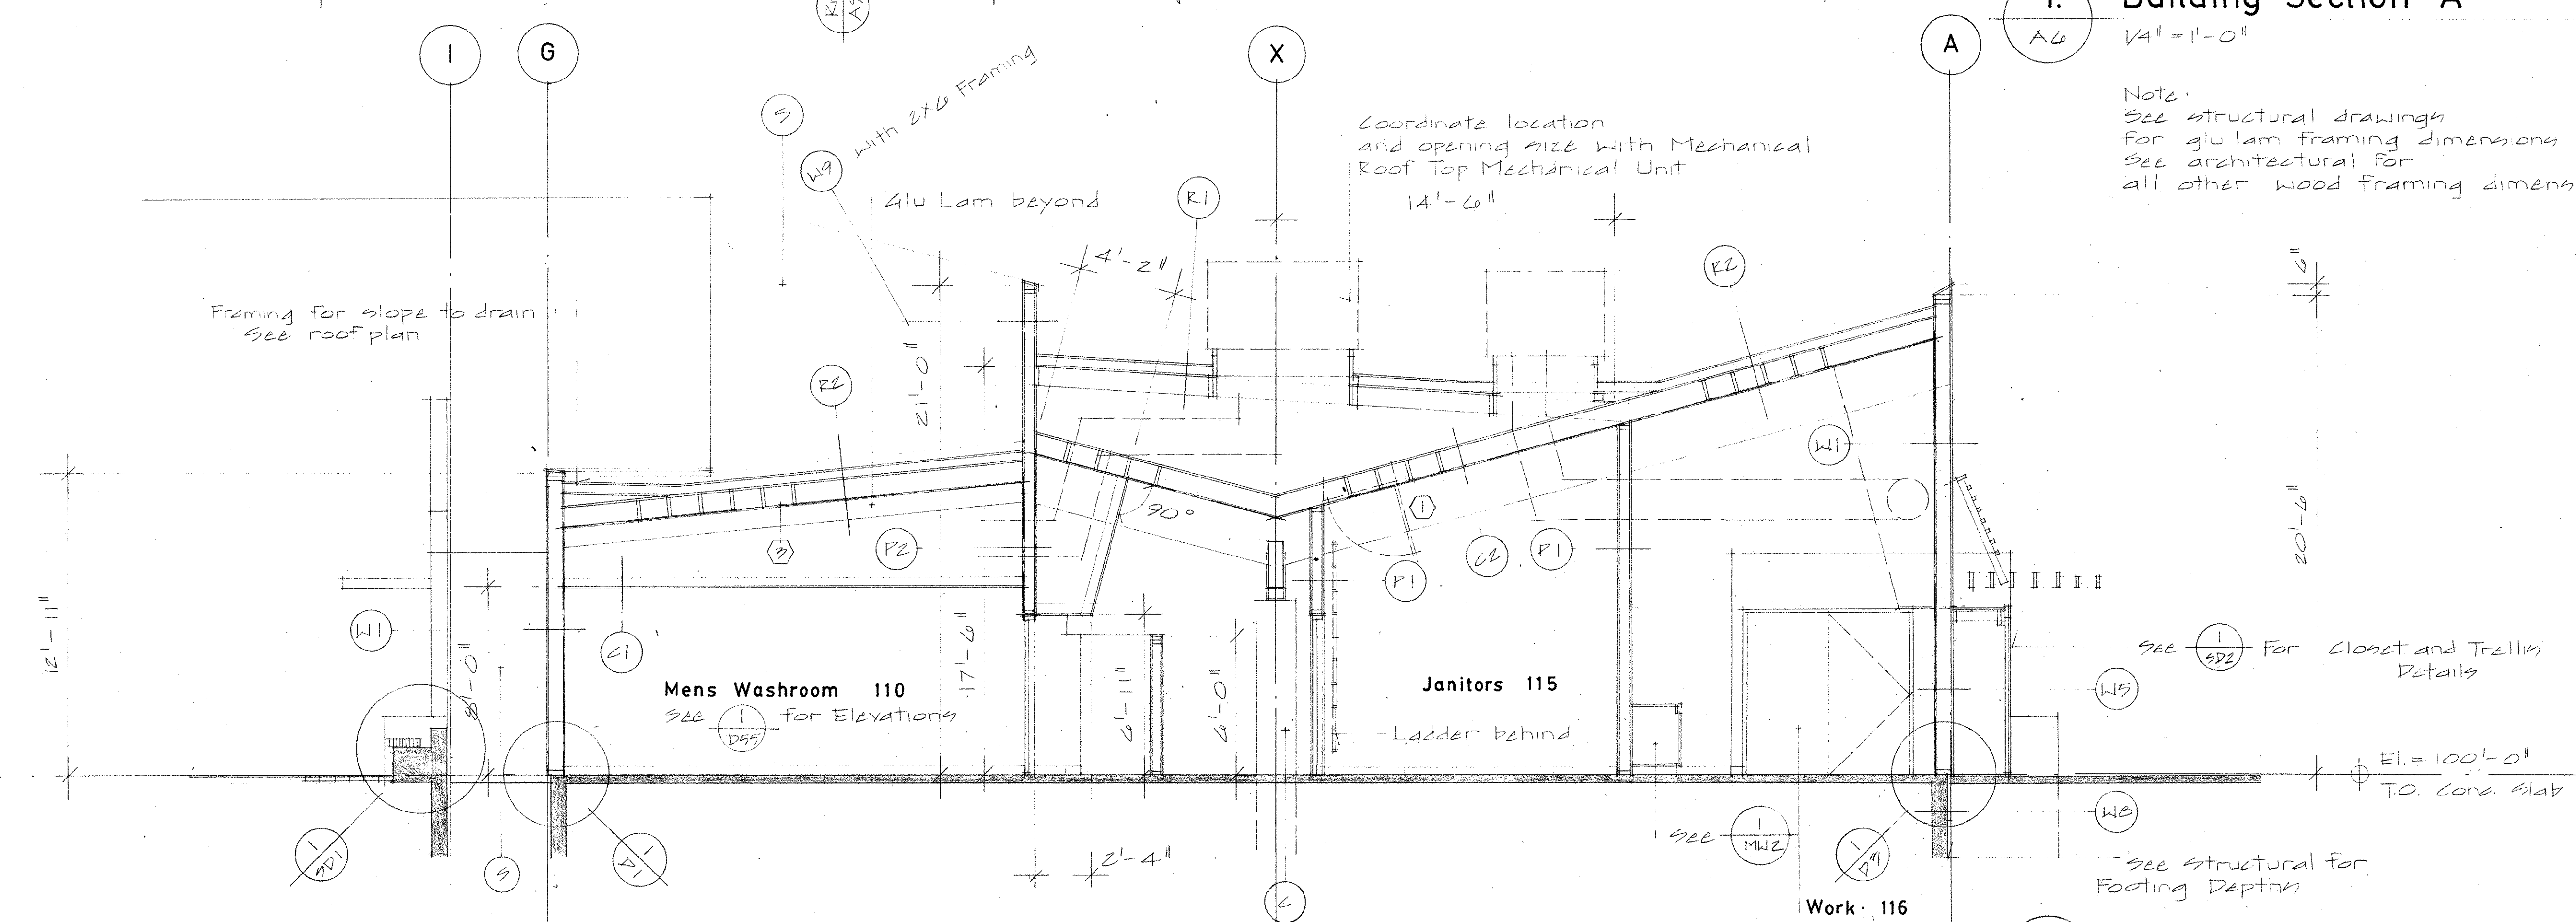 1.
Building Section A
A6
1/4" = 1'-0"
I
G
X
A
Note.
See structural drawings
for glu lam framing dimensions
See architectural for
all other wood framing dimens
S
W9
with 2x6 Framing
Glu Lam beyond
R1
Coordinate location
and opening size with Mechanical
Roof Top Mechanical Unit
14'-6"
4'-2"
R2
6"
Framing for slope to drain
See roof plan
R2
21'-0"
W1
20'-6"
90°
1
3
P2
C2
P1
P1
12'-11"
W1
8'-0"
C1
17'-6"
6'-11"
6'-0"
Mens Washroom 110
See 1 for Elevations
D55
Janitors 115
Ladder behind
See 1 For Closet and Trellis
SD2
Details
W5
El. = 100'-0"
T.O. Conc. Slab
W8
1
SD1
S
1
2'-4"
C
See 1
MW2
1
See Structural for
Footing Depths
Work 116